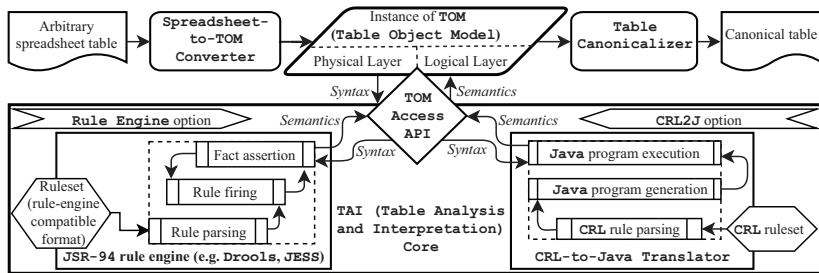 Arbitrary
spreadsheet table
Spreadsheet-
to-TOM
Converter
Instance of TOM
(Table Object Model)
Physical Layer
Logical Layer
Table
Canonicalizer
Canonical table
Syntax
Semantics
TOM
Access
API
Rule Engine option
CRL2J option
Semantics
Syntax
Semantics
Syntax
Fact assertion
Rule firing
Rule parsing
Ruleset
(rule-engine
compatible
format)
JSR-94 rule engine (e.g. Drools, JESS)
TAI (Table Analysis
and Interpretation)
Core
Java program execution
Java program generation
CRL rule parsing
CRL ruleset
CRL-to-Java Translator